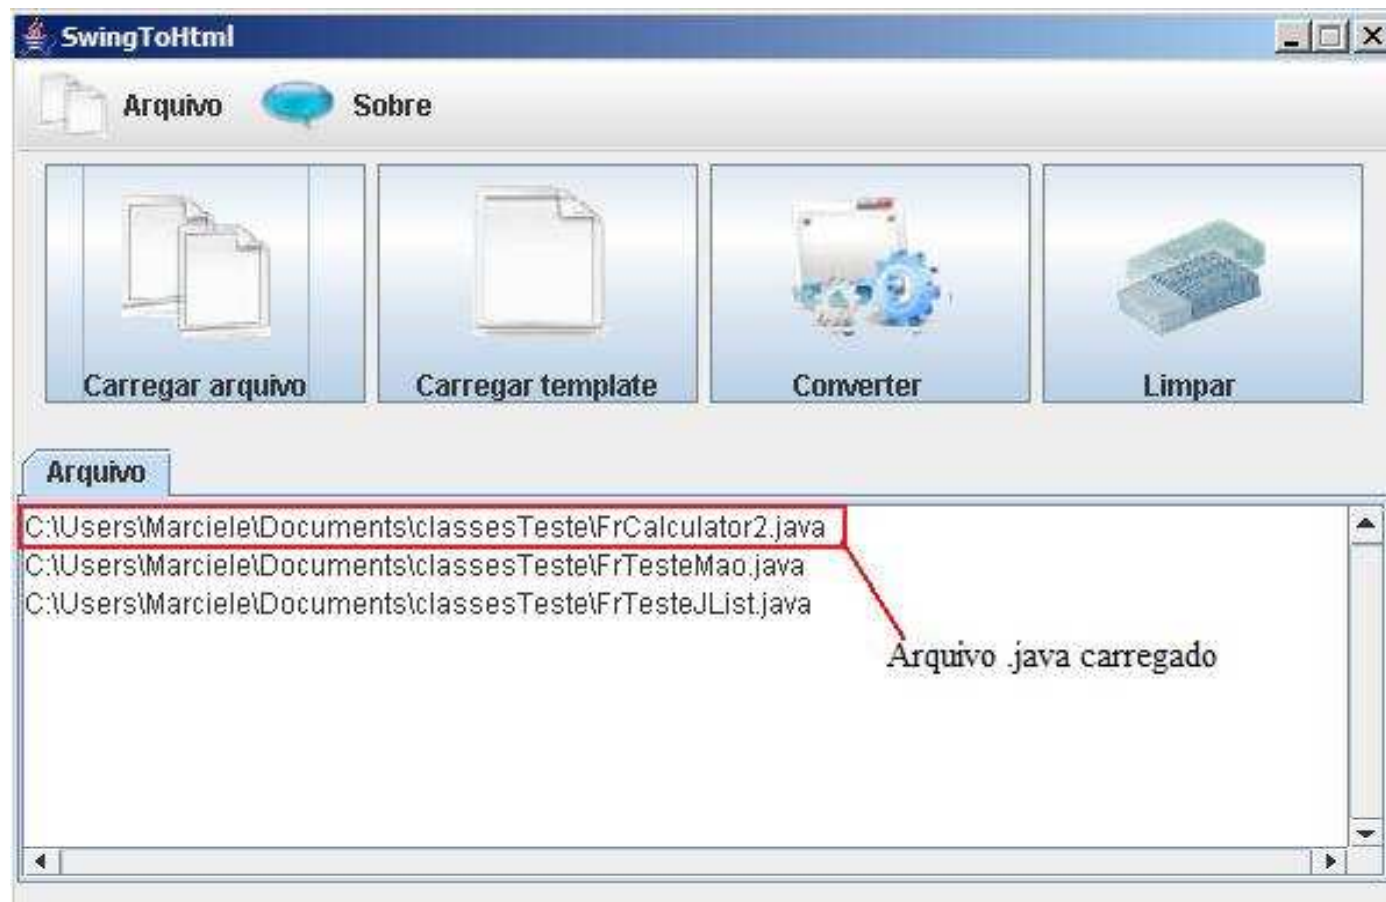 SwingToHtml
Arquivo Sobre
Carregar arquivo Carregar template Converter Limpar
Arquivo
C:\Users\Marciele\Documents\classesTeste\FrCalculator2.java
C:\Users\Marciele\Documents\classesTeste\FrTesteMao.java
C:\Users\Marciele\Documents\classesTeste\FrTesteJList.java
Arquivo .java carregado